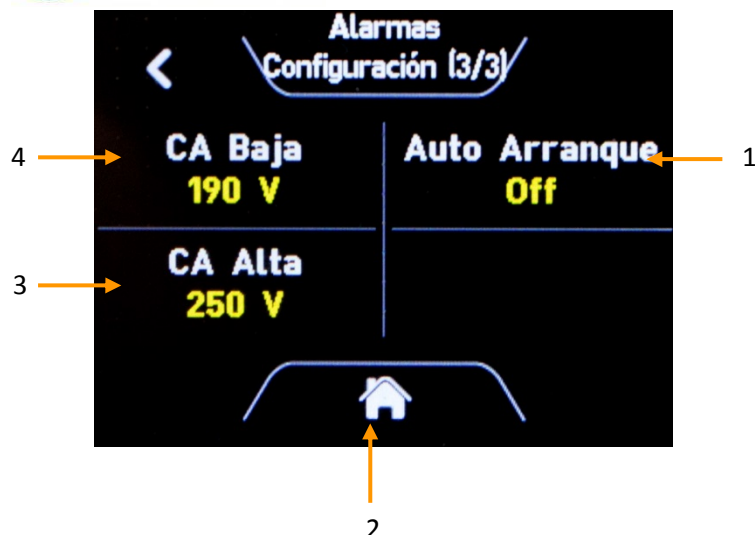 Alarmas
Configuración (3/3)
4
CA Baja
190 V
Auto Arranque
Off
1
3
CA Alta
250 V
2